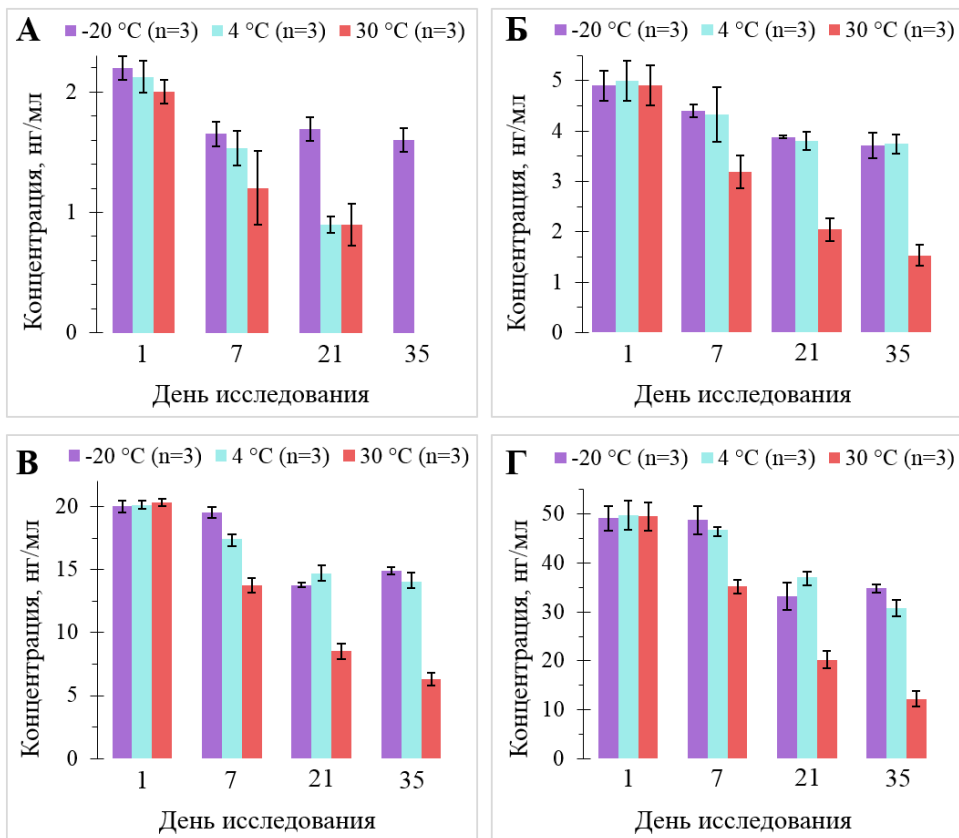 А
-20 °C (n=3) 4 °C (n=3) 30 °C (n=3)
Концентрация, нг/мл
2
1
0
1 7 21 35
День исследования
Б
-20 °C (n=3) 4 °C (n=3) 30 °C (n=3)
Концентрация, нг/мл
5
4
3
2
1
0
1 7 21 35
День исследования
В
-20 °C (n=3) 4 °C (n=3) 30 °C (n=3)
Концентрация, нг/мл
20
15
10
5
0
1 7 21 35
День исследования
Г
-20 °C (n=3) 4 °C (n=3) 30 °C (n=3)
Концентрация, нг/мл
50
40
30
20
10
0
1 7 21 35
День исследования